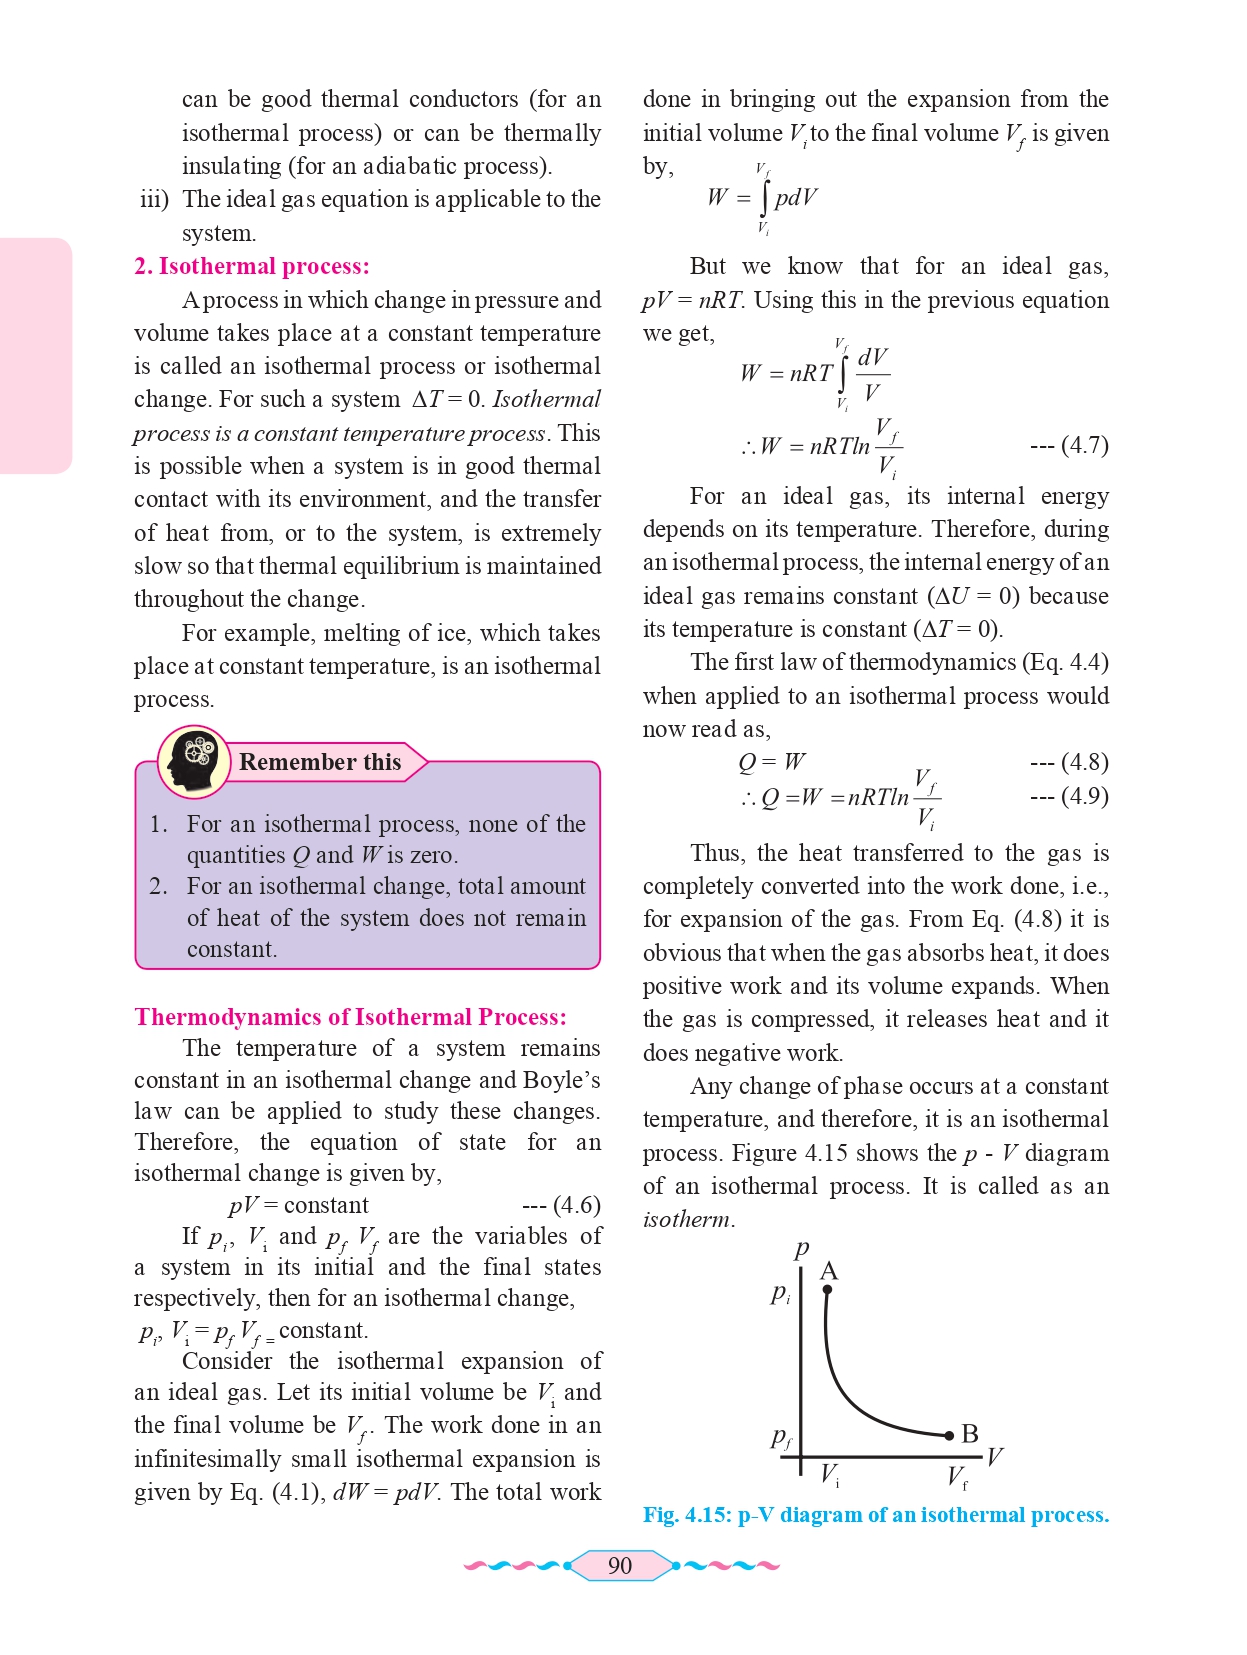 can be good thermal conductors (for an
isothermal process) or can be thermally
insulating (for an adiabatic process).
iii) The ideal gas equation is applicable to the
system.
2. Isothermal process:
A process in which change in pressure and
volume takes place at a constant temperature
is called an isothermal process or isothermal
change. For such a system ΔT = 0. Isothermal
process is a constant temperature process. This
is possible when a system is in good thermal
contact with its environment, and the transfer
of heat from, or to the system, is extremely
slow so that thermal equilibrium is maintained
throughout the change.
For example, melting of ice, which takes
place at constant temperature, is an isothermal
process.
Remember this
1. For an isothermal process, none of the
quantities Q and W is zero.
2. For an isothermal change, total amount
of heat of the system does not remain
constant.
Thermodynamics of Isothermal Process:
The temperature of a system remains
constant in an isothermal change and Boyle’s
law can be applied to study these changes.
Therefore, the equation of state for an
isothermal change is given by,
pV = constant --- (4.6)
If p_i, V_i and p_f V_f are the variables of
a system in its initial and the final states
respectively, then for an isothermal change,
p_i, V_i = p_f V_f = constant.
Consider the isothermal expansion of
an ideal gas. Let its initial volume be V_i and
the final volume be V_f. The work done in an
infinitesimally small isothermal expansion is
given by Eq. (4.1), dW = pdV. The total work
done in bringing out the expansion from the
initial volume V_i to the final volume V_f is given
by,
W = ∫_{V_i}^{V_f} pdV
But we know that for an ideal gas,
pV = nRT. Using this in the previous equation
we get,
W = nRT ∫_{V_i}^{V_f} dV/V
∴W = nRTln V_f/V_i --- (4.7)
For an ideal gas, its internal energy
depends on its temperature. Therefore, during
an isothermal process, the internal energy of an
ideal gas remains constant (ΔU = 0) because
its temperature is constant (ΔT = 0).
The first law of thermodynamics (Eq. 4.4)
when applied to an isothermal process would
now read as,
Q = W --- (4.8)
∴Q =W =nRTln V_f/V_i --- (4.9)
Thus, the heat transferred to the gas is
completely converted into the work done, i.e.,
for expansion of the gas. From Eq. (4.8) it is
obvious that when the gas absorbs heat, it does
positive work and its volume expands. When
the gas is compressed, it releases heat and it
does negative work.
Any change of phase occurs at a constant
temperature, and therefore, it is an isothermal
process. Figure 4.15 shows the p - V diagram
of an isothermal process. It is called as an
isotherm.
p
A
p_i
p_f
B
V
V_i
V_f
Fig. 4.15: p-V diagram of an isothermal process.
90